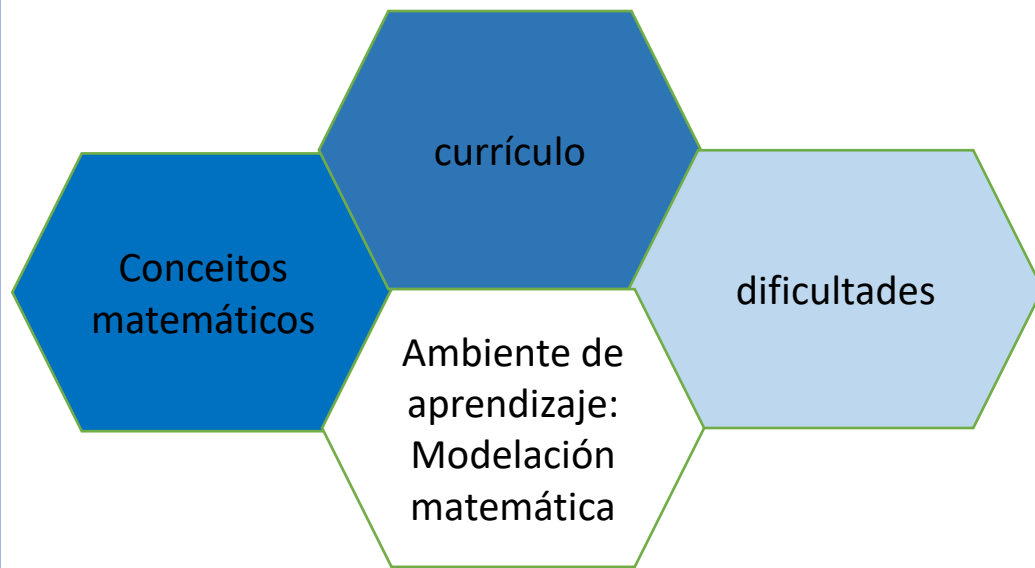 currículo
Conceitos
matemáticos
dificultades
Ambiente de
aprendizaje:
Modelación
matemática